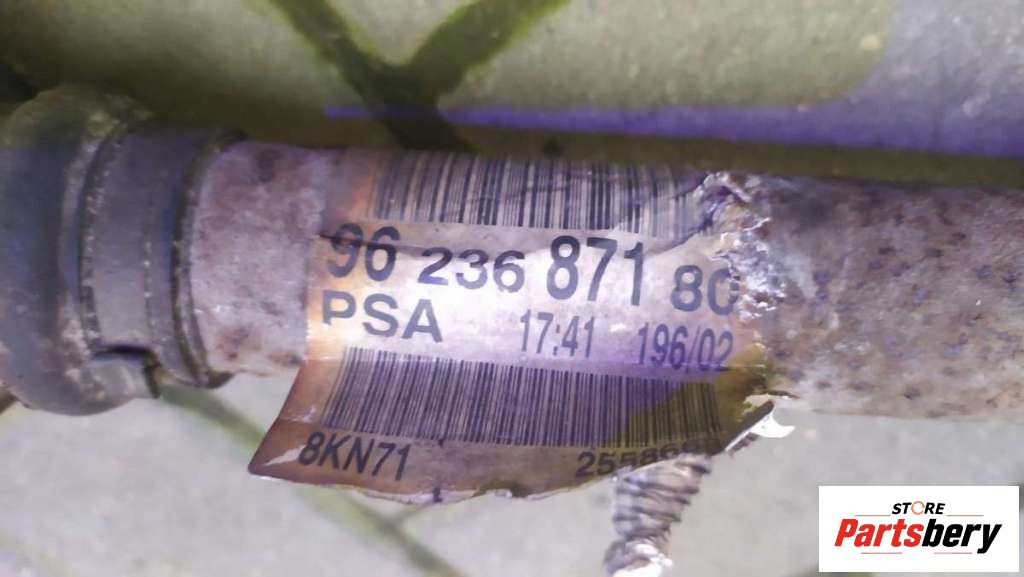 96 236 871 80
PSA 17:41 196/02
8KN71
STORE
Partsbery